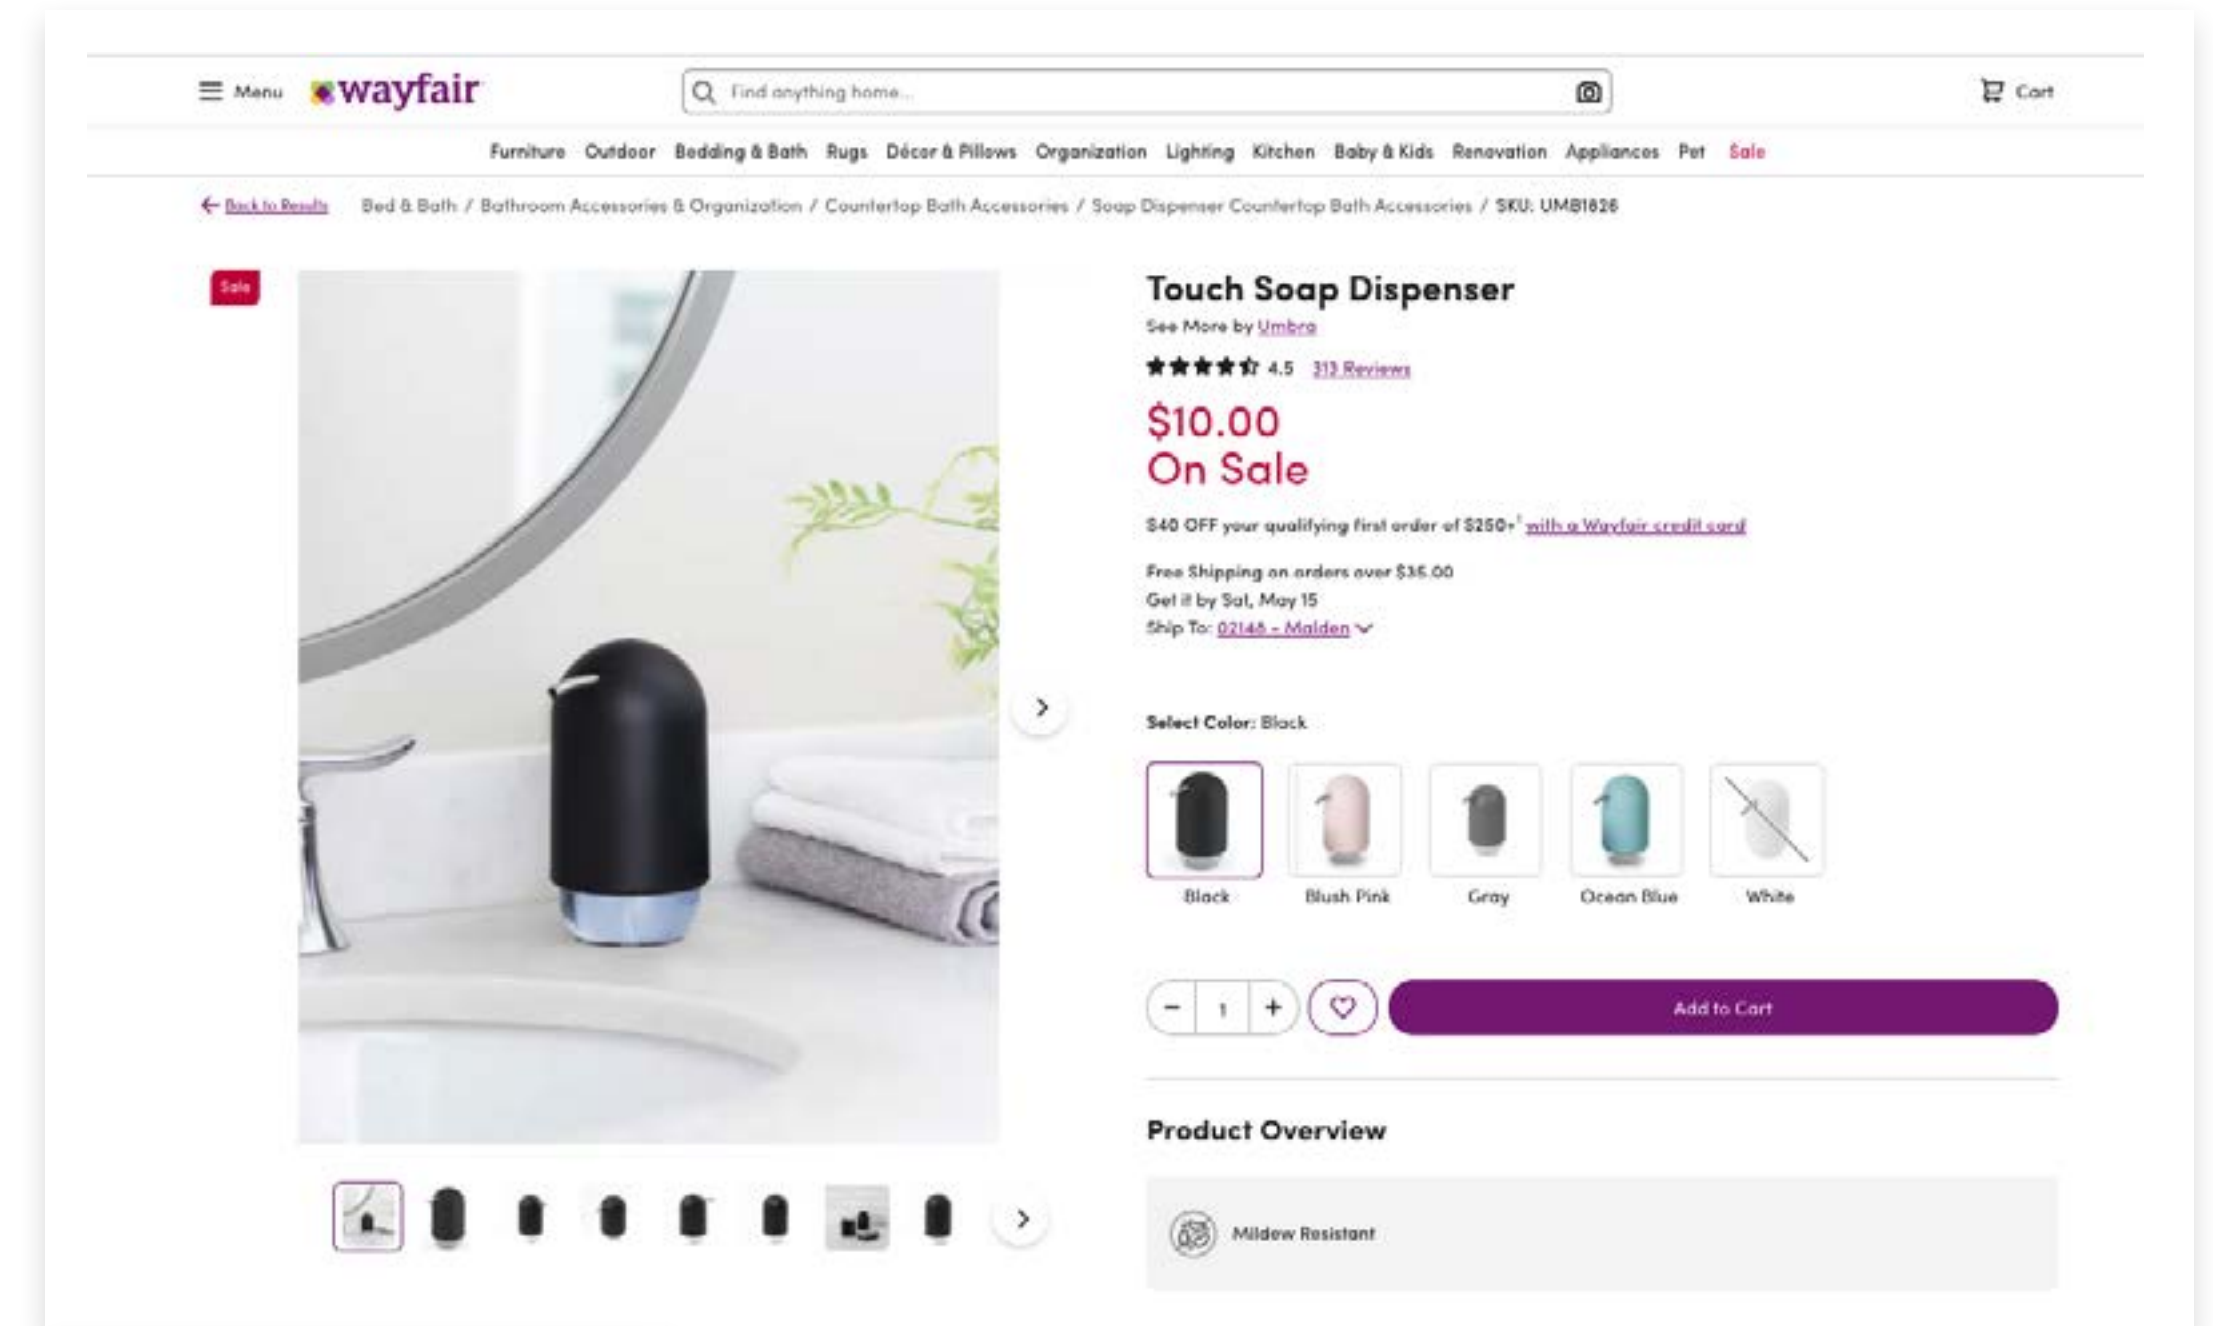 Menu
wayfair
Find anything home...
Cart
Furniture Outdoor Bedding & Bath Rugs Décor & Pillows Organization Lighting Kitchen Baby & Kids Renovation Appliances Pet Sale
Back to Results Bed & Bath / Bathroom Accessories & Organization / Countertop Bath Accessories / Soap Dispenser Countertop Bath Accessories / SKU: UMB1826
Sale
Touch Soap Dispenser
See More by Umbra
4.5 313 Reviews
$10.00
On Sale
$40 OFF your qualifying first order of $250+¹ with a Wayfair credit card
Free Shipping on orders over $35.00
Get it by Sat, May 15
Ship To: 02148 - Malden
Select Color: Black
Black Blush Pink Gray Ocean Blue White
1
Add to Cart
Product Overview
Mildew Resistant